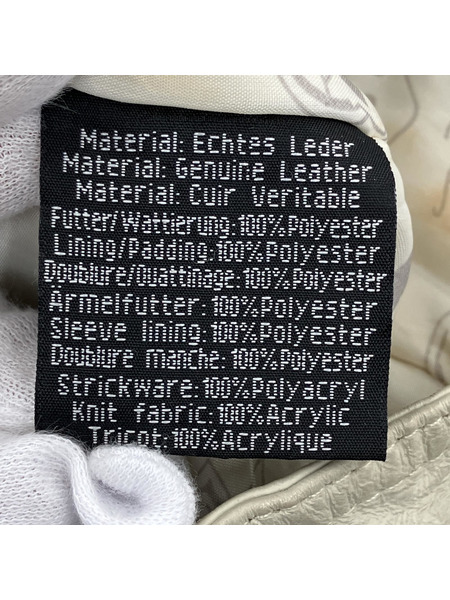 Material: Echtes Leder
Material: Genuine Leather
Material: Cuir Veritable
Futter/Wattierung: 100% Polyester
Lining/Padding: 100% Polyester
Doublure/Ouattinage: 100% Polyester
Ärmelfutter: 100% Polyester
Sleeve lining: 100% Polyester
Doublure manche: 100% Polyester
Strickware: 100% Polyacryl
Knit fabric: 100% Acrylic
Tricot: 100% Acrylique